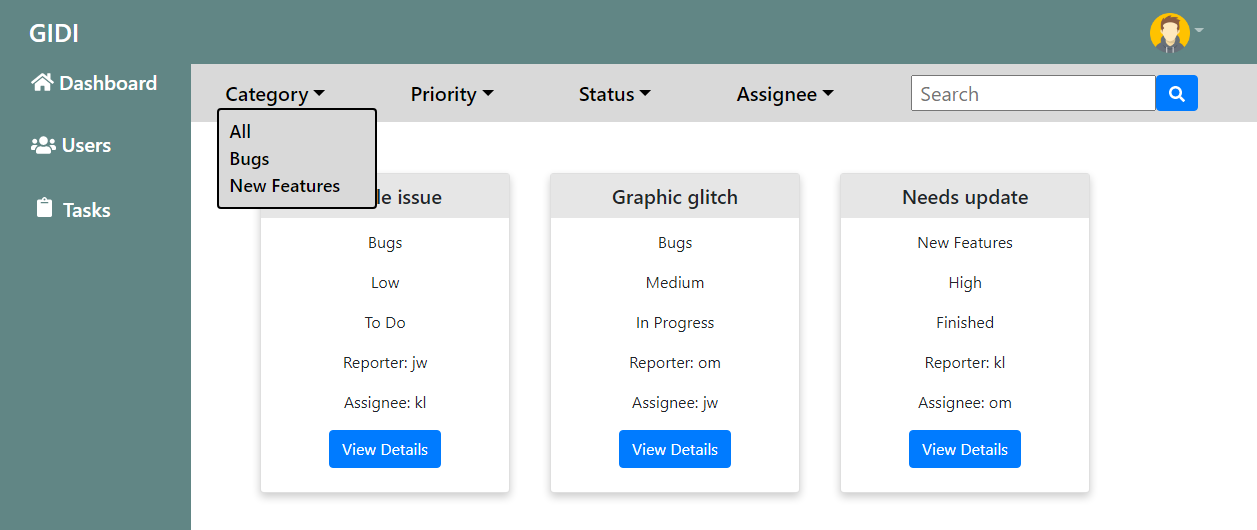 GIDI
Dashboard
Users
Tasks
Category Priority Status Assignee Search
All
Bugs
New Features
issue
Bugs
Low
To Do
Reporter: jw
Assignee: kl
View Details
Graphic glitch
Bugs
Medium
In Progress
Reporter: om
Assignee: jw
View Details
Needs update
New Features
High
Finished
Reporter: kl
Assignee: om
View Details